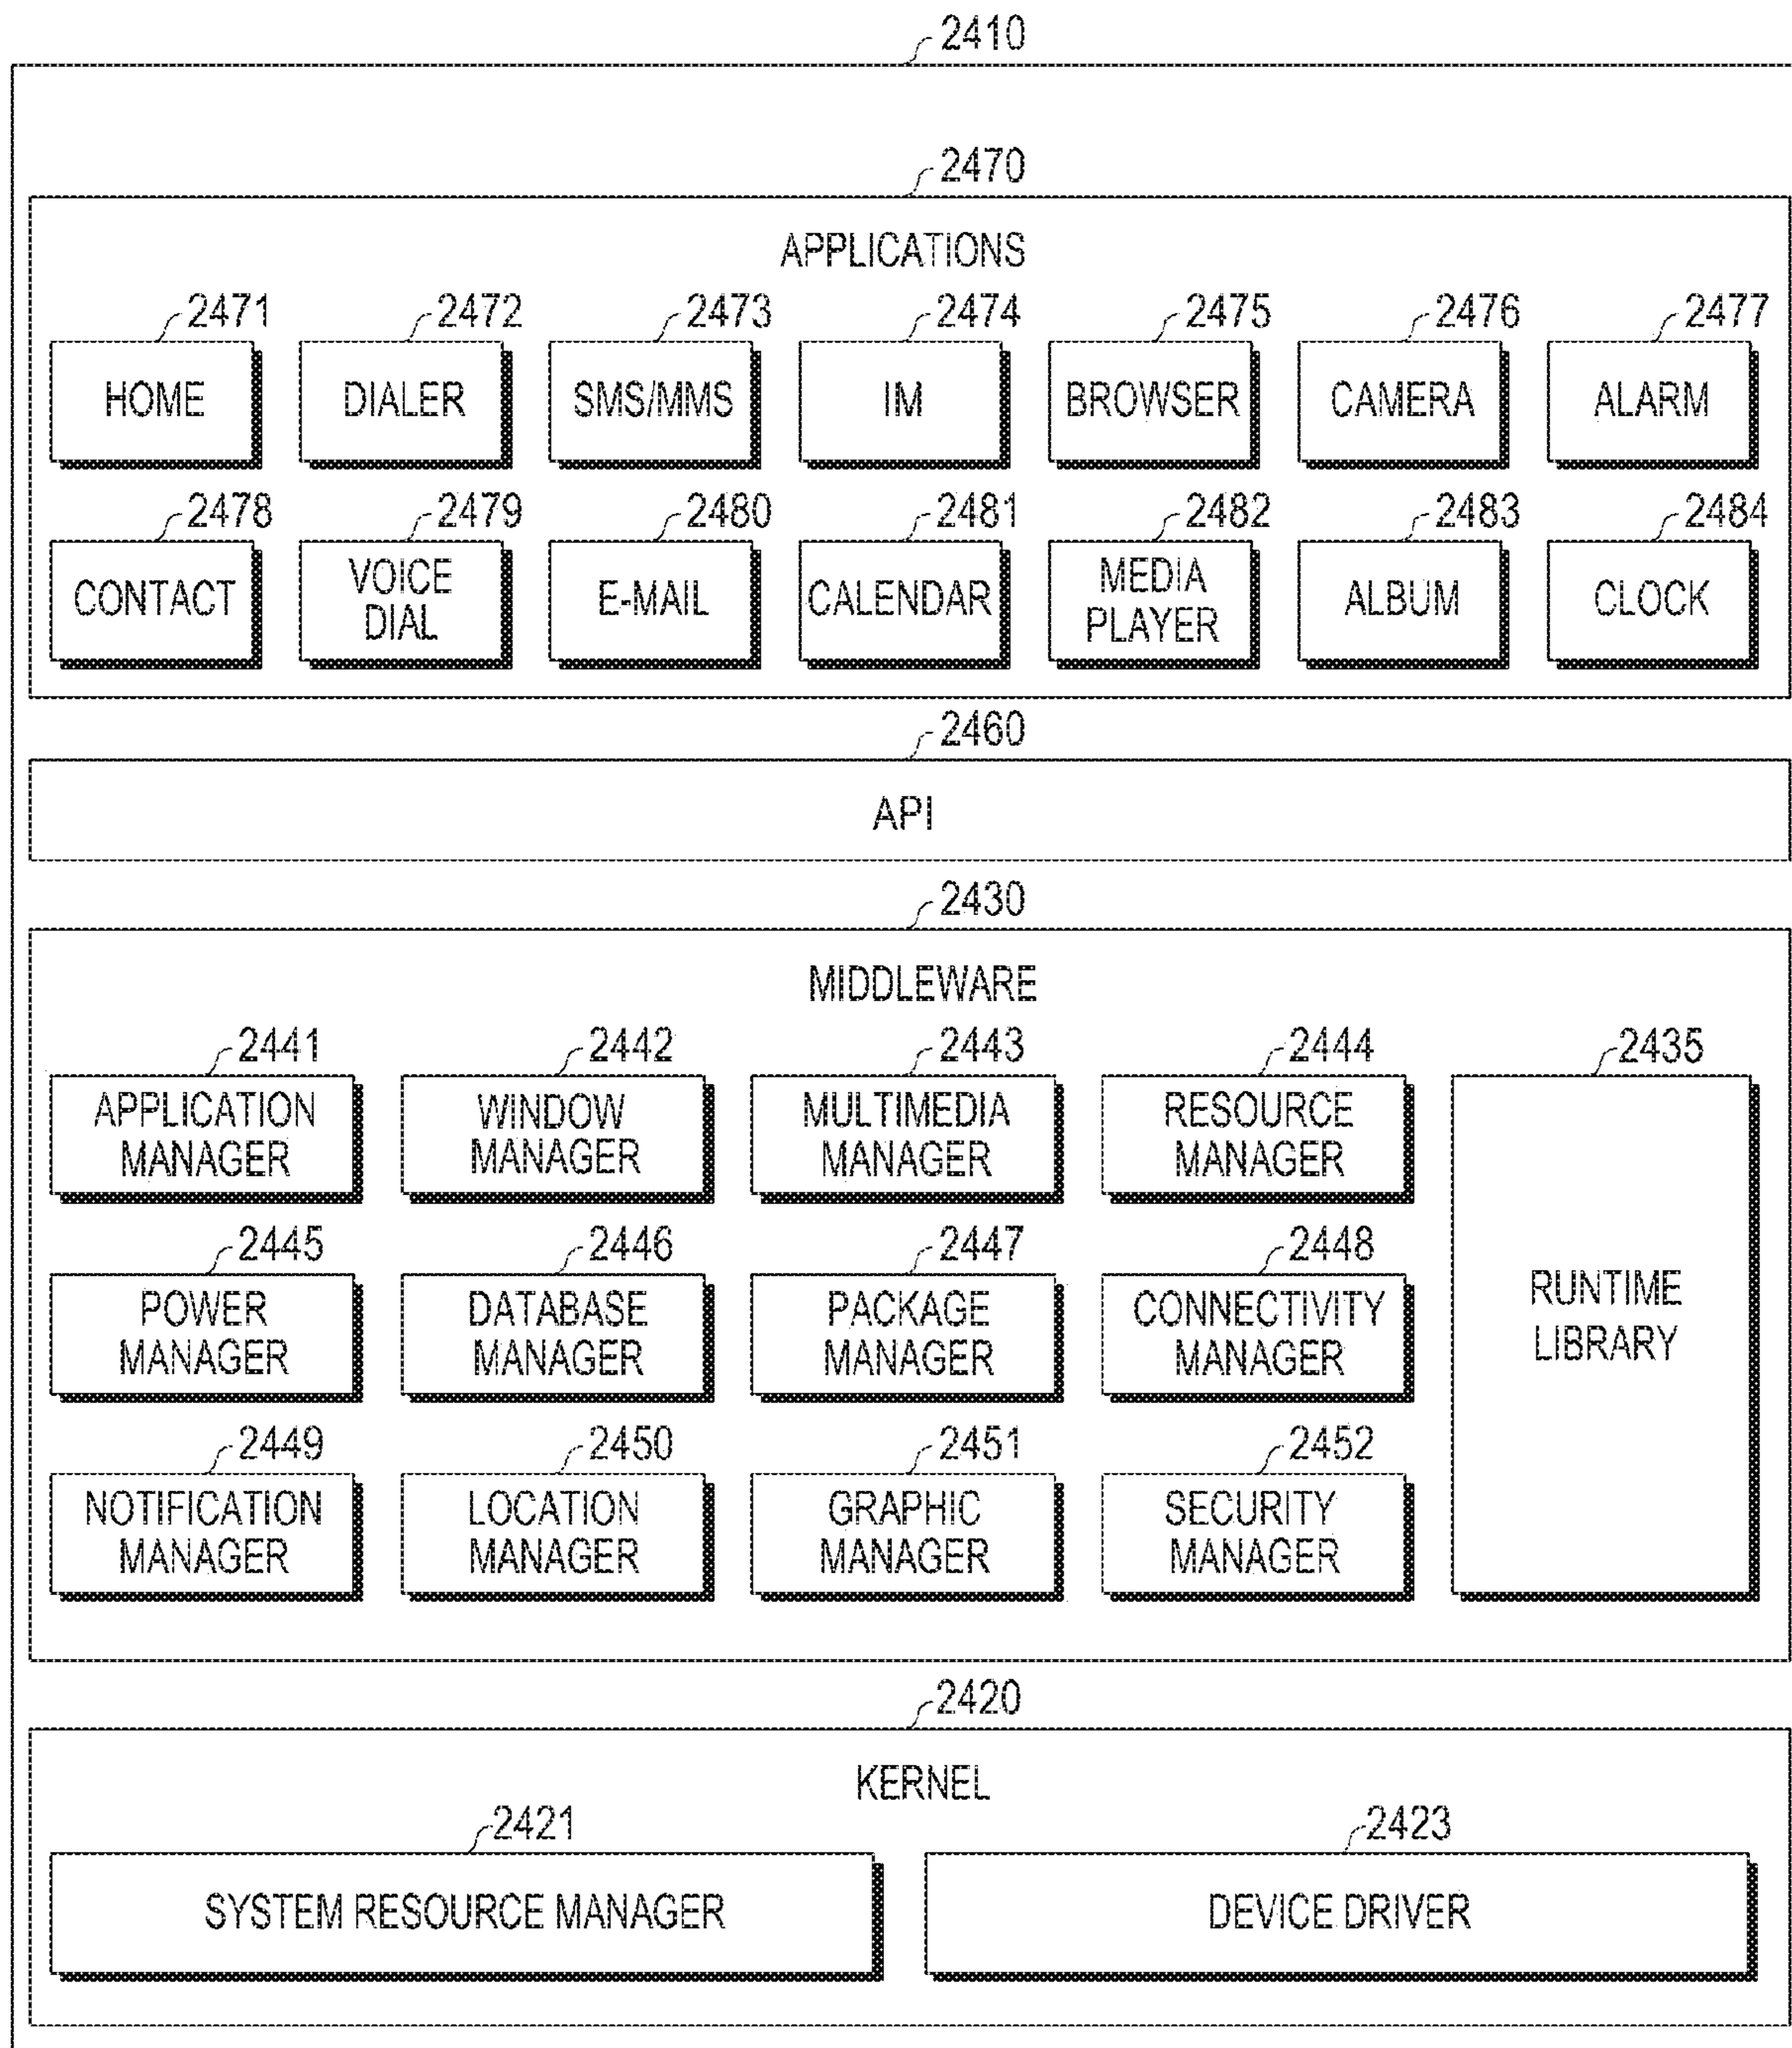 2410
2470
APPLICATIONS
2471 2472 2473 2474 2475 2476 2477
HOME DIALER SMS/MMS IM BROWSER CAMERA ALARM
2478 2479 2480 2481 2482 2483 2484
CONTACT VOICE DIAL E-MAIL CALENDAR MEDIA PLAYER ALBUM CLOCK
2460
API
2430
MIDDLEWARE
2441 2442 2443 2444 2435
APPLICATION MANAGER WINDOW MANAGER MULTIMEDIA MANAGER RESOURCE MANAGER
2445 2446 2447 2448
POWER MANAGER DATABASE MANAGER PACKAGE MANAGER CONNECTIVITY MANAGER RUNTIME LIBRARY
2449 2450 2451 2452
NOTIFICATION MANAGER LOCATION MANAGER GRAPHIC MANAGER SECURITY MANAGER
2420
KERNEL
2421 2423
SYSTEM RESOURCE MANAGER DEVICE DRIVER